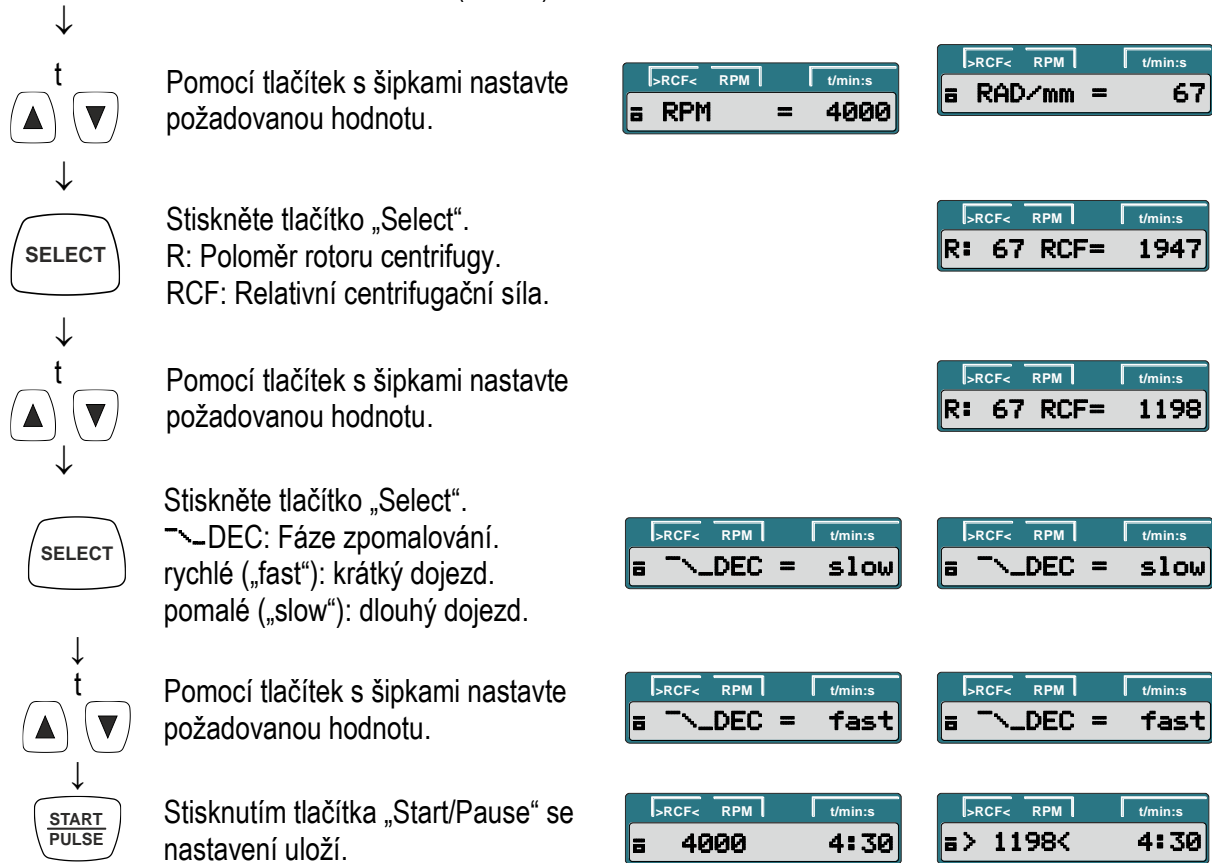 t
Pomocí tlačítek s šipkami nastavte
požadovanou hodnotu.
>RCF< RPM t/min:s
RPM = 4000
>RCF< RPM t/min:s
RAD/mm = 67
SELECT
Stiskněte tlačítko „Select“.
R: Poloměr rotoru centrifugy.
RCF: Relativní centrifugační síla.
>RCF< RPM t/min:s
R: 67 RCF= 1947
t
Pomocí tlačítek s šipkami nastavte
požadovanou hodnotu.
>RCF< RPM t/min:s
R: 67 RCF= 1198
SELECT
Stiskněte tlačítko „Select“.
DEC: Fáze zpomalování.
rychlé („fast“): krátký dojezd.
pomalé („slow“): dlouhý dojezd.
>RCF< RPM t/min:s
DEC = slow
>RCF< RPM t/min:s
DEC = slow
t
Pomocí tlačítek s šipkami nastavte
požadovanou hodnotu.
>RCF< RPM t/min:s
DEC = fast
>RCF< RPM t/min:s
DEC = fast
START
PULSE
Stisknutím tlačítka „Start/Pause“ se
nastavení uloží.
>RCF< RPM t/min:s
4000 4:30
>RCF< RPM t/min:s
> 1198< 4:30